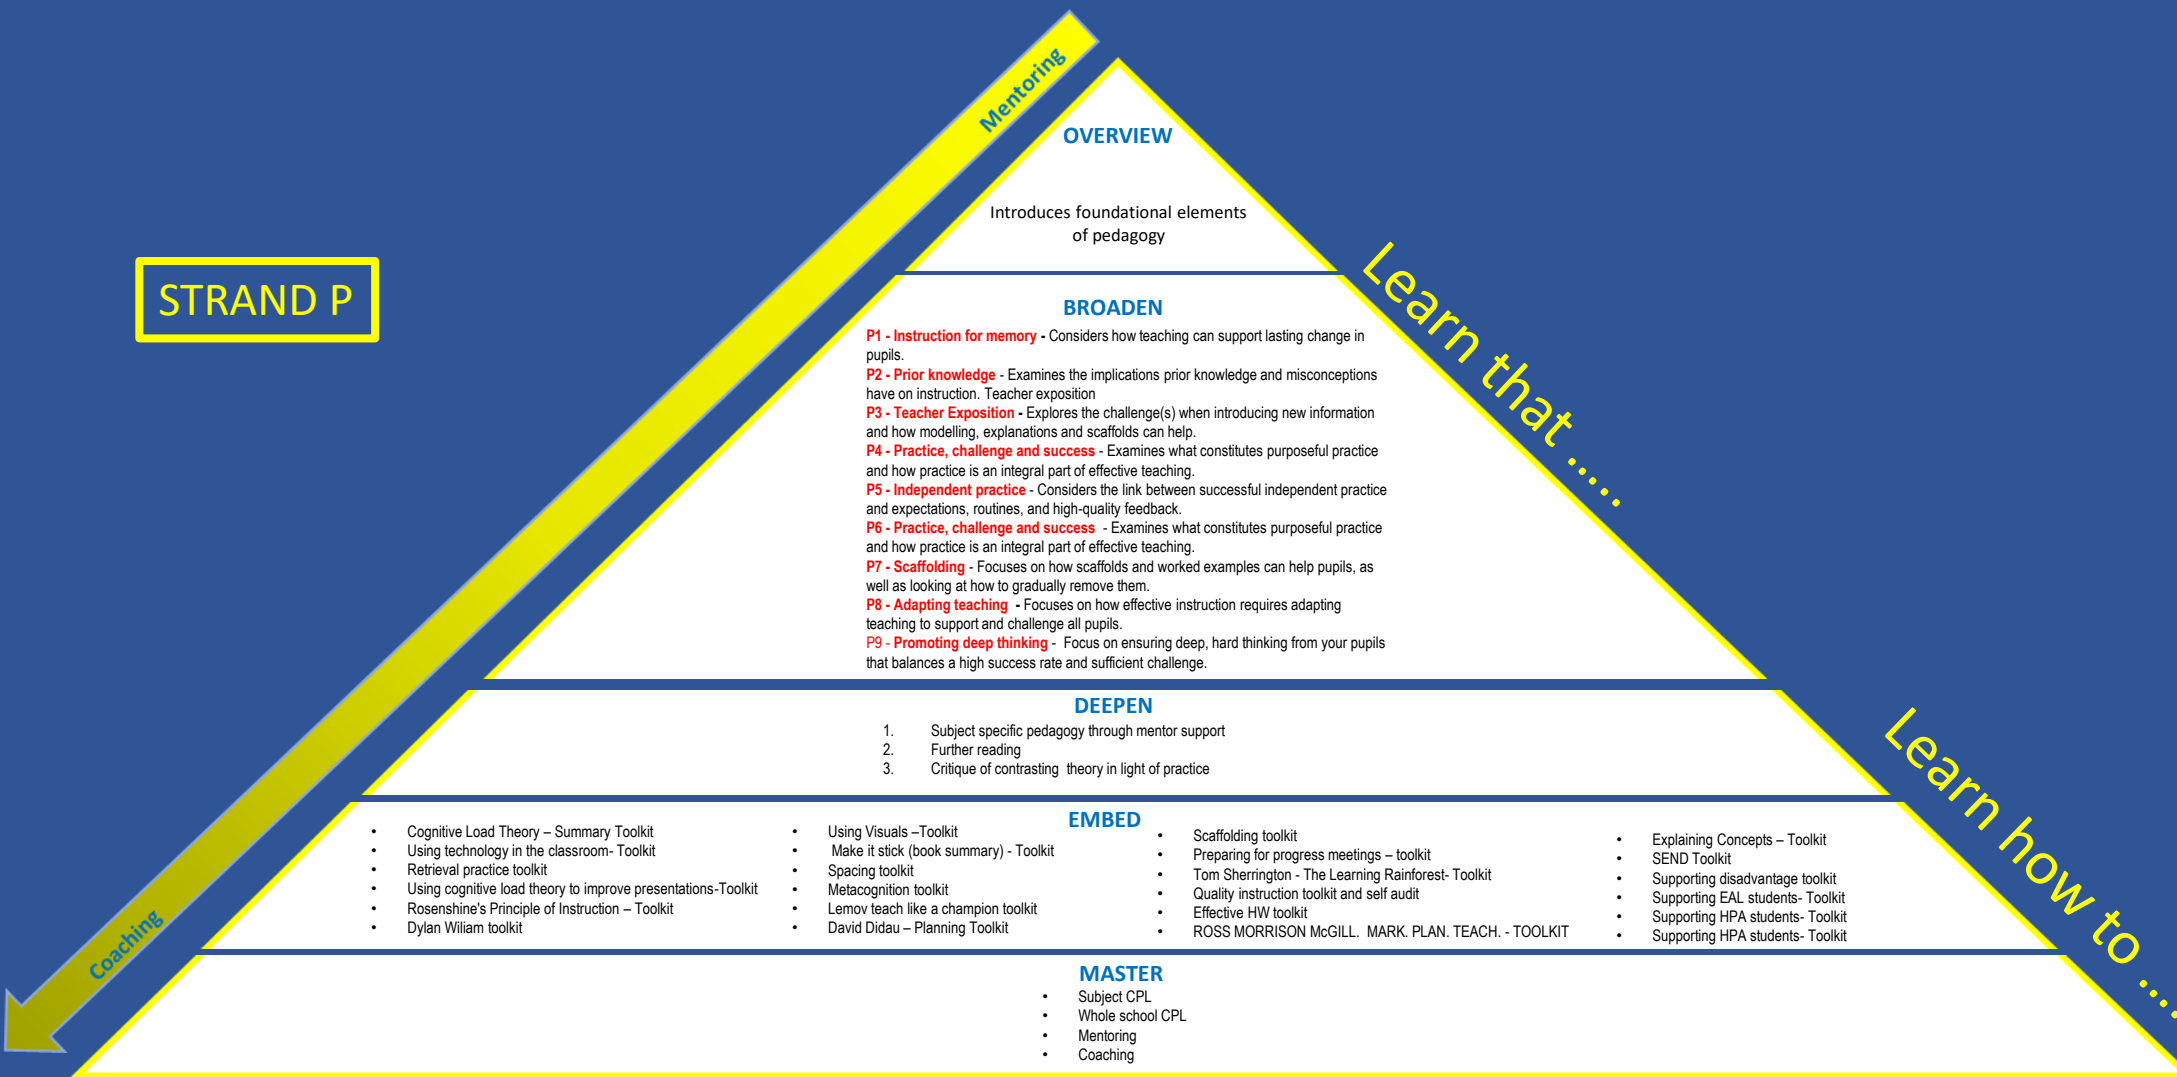 Mentoring
OVERVIEW
Introduces foundational elements
of pedagogy
STRAND P
Learn that .....
BROADEN
P1 - Instruction for memory - Considers how teaching can support lasting change in
pupils.
P2 - Prior knowledge - Examines the implications prior knowledge and misconceptions
have on instruction. Teacher exposition
P3 - Teacher Exposition - Explores the challenge(s) when introducing new information
and how modelling, explanations and scaffolds can help.
P4 - Practice, challenge and success - Examines what constitutes purposeful practice
and how practice is an integral part of effective teaching.
P5 - Independent practice - Considers the link between successful independent practice
and expectations, routines, and high-quality feedback.
P6 - Practice, challenge and success - Examines what constitutes purposeful practice
and how practice is an integral part of effective teaching.
P7 - Scaffolding - Focuses on how scaffolds and worked examples can help pupils, as
well as looking at how to gradually remove them.
P8 - Adapting teaching - Focuses on how effective instruction requires adapting
teaching to support and challenge all pupils.
P9 - Promoting deep thinking - Focus on ensuring deep, hard thinking from your pupils
that balances a high success rate and sufficient challenge.
DEEPEN
1. Subject specific pedagogy through mentor support
2. Further reading
3. Critique of contrasting theory in light of practice
Learn how to .....
EMBED
• Cognitive Load Theory – Summary Toolkit
• Using technology in the classroom- Toolkit
• Retrieval practice toolkit
• Using cognitive load theory to improve presentations-Toolkit
• Rosenshine's Principle of Instruction – Toolkit
• Dylan Wiliam toolkit
• Using Visuals –Toolkit
• Make it stick (book summary) - Toolkit
• Spacing toolkit
• Metacognition toolkit
• Lemov teach like a champion toolkit
• David Didau – Planning Toolkit
• Scaffolding toolkit
• Preparing for progress meetings – toolkit
• Tom Sherrington - The Learning Rainforest- Toolkit
• Quality instruction toolkit and self audit
• Effective HW toolkit
• ROSS MORRISON McGILL. MARK. PLAN. TEACH. - TOOLKIT
• Explaining Concepts – Toolkit
• SEND Toolkit
• Supporting disadvantage toolkit
• Supporting EAL students- Toolkit
• Supporting HPA students- Toolkit
• Supporting HPA students- Toolkit
Coaching
MASTER
• Subject CPL
• Whole school CPL
• Mentoring
• Coaching